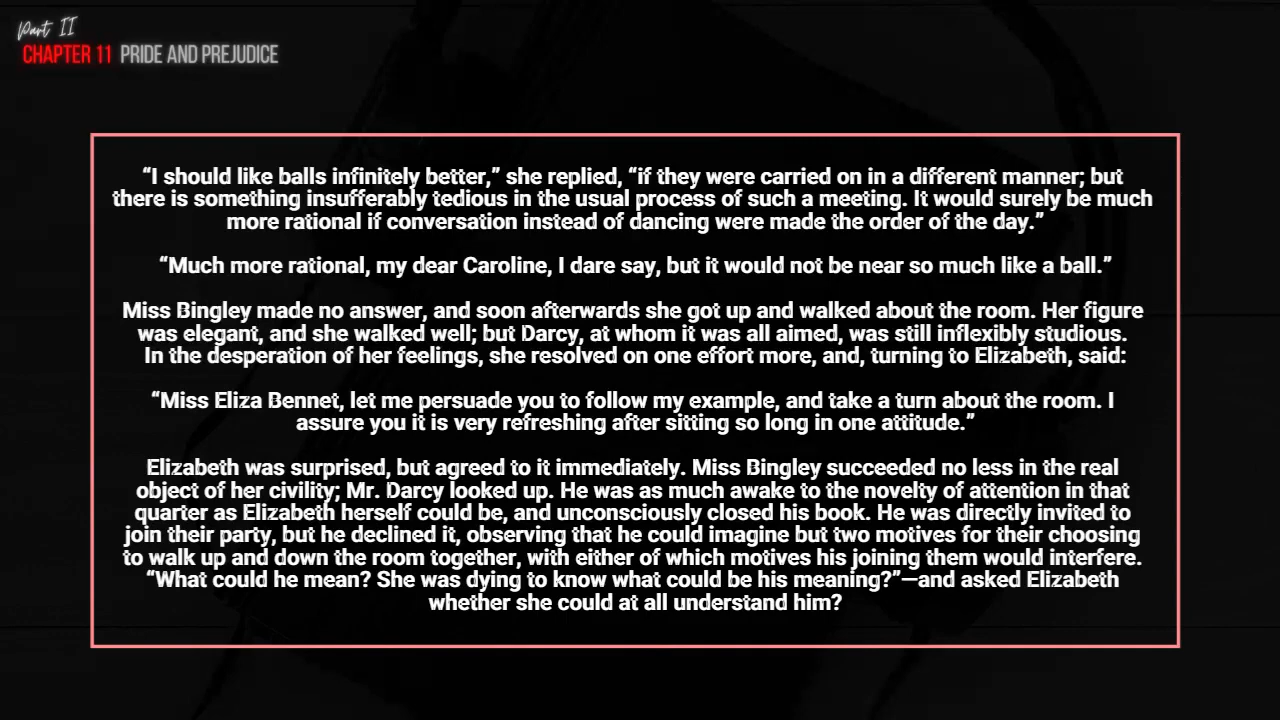 Part II
CHAPTER 11 PRIDE AND PREJUDICE
“I should like balls infinitely better,” she replied, “if they were carried on in a different manner; but
there is something insufferably tedious in the usual process of such a meeting. It would surely be much
more rational if conversation instead of dancing were made the order of the day.”
“Much more rational, my dear Caroline, I dare say, but it would not be near so much like a ball.”
Miss Bingley made no answer, and soon afterwards she got up and walked about the room. Her figure
was elegant, and she walked well; but Darcy, at whom it was all aimed, was still inflexibly studious.
In the desperation of her feelings, she resolved on one effort more, and, turning to Elizabeth, said:
“Miss Eliza Bennet, let me persuade you to follow my example, and take a turn about the room. I
assure you it is very refreshing after sitting so long in one attitude.”
Elizabeth was surprised, but agreed to it immediately. Miss Bingley succeeded no less in the real
object of her civility; Mr. Darcy looked up. He was as much awake to the novelty of attention in that
quarter as Elizabeth herself could be, and unconsciously closed his book. He was directly invited to
join their party, but he declined it, observing that he could imagine but two motives for their choosing
to walk up and down the room together, with either of which motives his joining them would interfere.
“What could he mean? She was dying to know what could be his meaning?”—and asked Elizabeth
whether she could at all understand him?